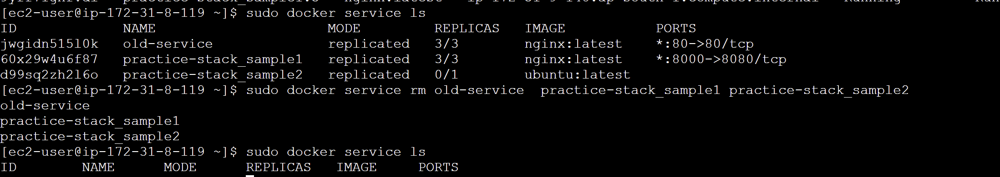 [ec2-user@ip-172-31-8-119 ~]$ sudo docker service ls
ID NAME MODE REPLICAS IMAGE PORTS
jwgidn515l0k old-service replicated 3/3 nginx:latest *:80->80/tcp
60x29w4u6f87 practice-stack_sample1 replicated 3/3 nginx:latest *:8000->8080/tcp
d99sq2zh2l6o practice-stack_sample2 replicated 0/1 ubuntu:latest
[ec2-user@ip-172-31-8-119 ~]$ sudo docker service rm old-service practice-stack_sample1 practice-stack_sample2
old-service
practice-stack_sample1
practice-stack_sample2
[ec2-user@ip-172-31-8-119 ~]$ sudo docker service ls
ID NAME MODE REPLICAS IMAGE PORTS